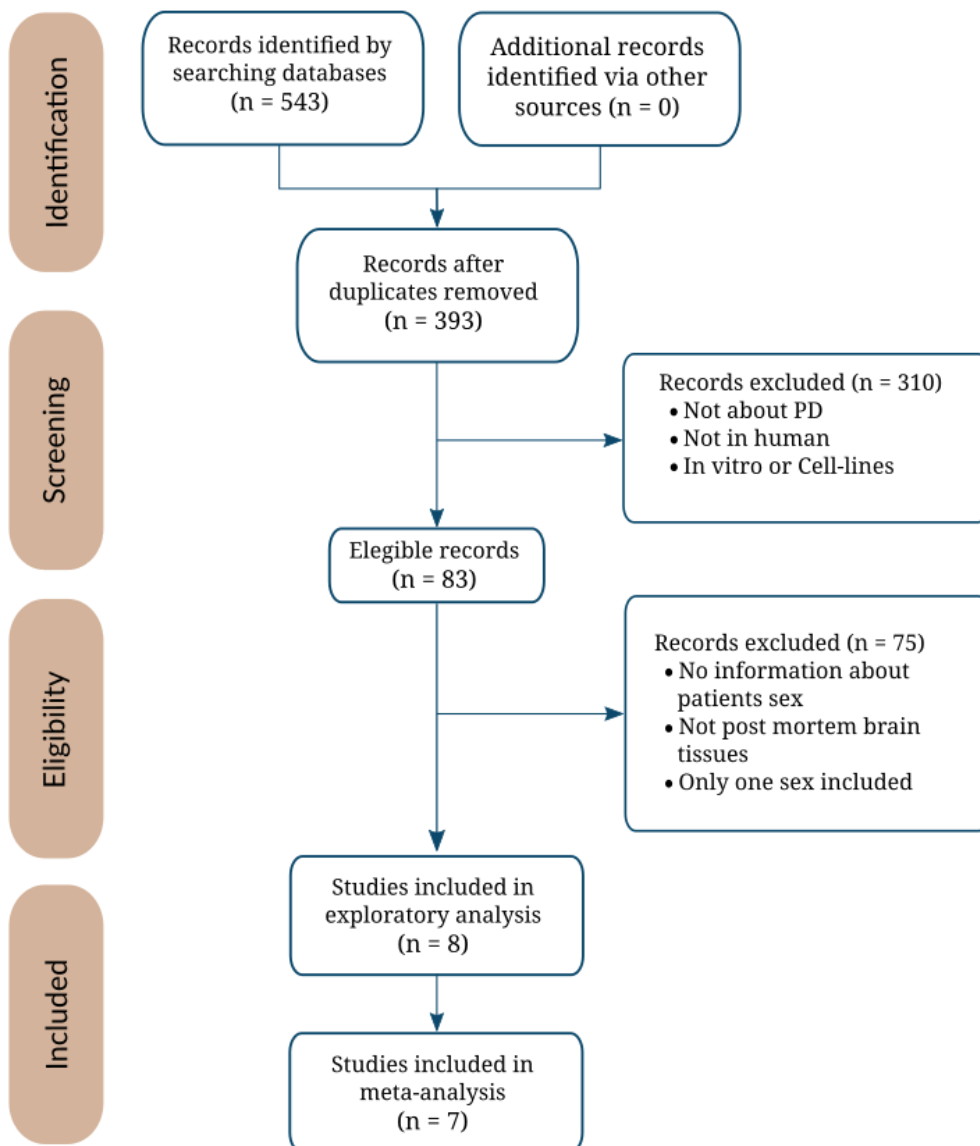 Identification
Records identified by
searching databases
(n = 543)
Additional records
identified via other
sources (n = 0)
Records after
duplicates removed
(n = 393)
Screening
Records excluded (n = 310)
• Not about PD
• Not in human
• In vitro or Cell-lines
Elegible records
(n = 83)
Eligibility
Records excluded (n = 75)
• No information about
patients sex
• Not post mortem brain
tissues
• Only one sex included
Included
Studies included in
exploratory analysis
(n = 8)
Studies included in
meta-analysis
(n = 7)